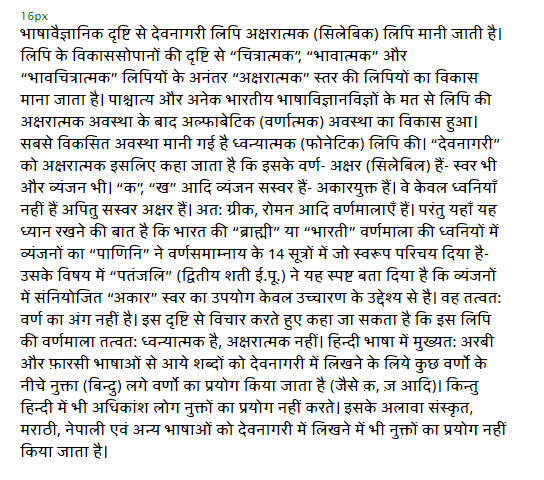 16px
भाषावैज्ञानिक दृष्टि से देवनागरी लिपि अक्षरात्मक (सिलेबिक) लिपि मानी जाती है।
लिपि के विकाससोपानों की दृष्टि से “चित्रात्मक”, “भावात्मक” और
“भावचित्रात्मक” लिपियों के अनंतर “अक्षरात्मक” स्तर की लिपियों का विकास
माना जाता है। पाश्चात्य और अनेक भारतीय भाषाविज्ञानविज्ञों के मत से लिपि की
अक्षरात्मक अवस्था के बाद अल्फाबेटिक (वर्णात्मक) अवस्था का विकास हुआ।
सबसे विकसित अवस्था मानी गई है ध्वन्यात्मक (फोनेटिक) लिपि की। “देवनागरी”
को अक्षरात्मक इसलिए कहा जाता है कि इसके वर्ण- अक्षर (सिलेबिल) हैं- स्वर भी
और व्यंजन भी। “क”, “ख” आदि व्यंजन सस्वर हैं- अकारयुक्त हैं। वे केवल ध्वनियाँ
नहीं हैं अपितु सस्वर अक्षर हैं। अत: ग्रीक, रोमन आदि वर्णमालाएँ हैं। परंतु यहाँ यह
ध्यान रखने की बात है कि भारत की “ब्राह्मी” या “भारती” वर्णमाला की ध्वनियों में
व्यंजनों का “पाणिनि” ने वर्णसमाम्नाय के 14 सूत्रों में जो स्वरूप परिचय दिया है-
उसके विषय में “पतंजलि” (द्वितीय शती ई.पू.) ने यह स्पष्ट बता दिया है कि व्यंजनों
में संनियोजित “अकार” स्वर का उपयोग केवल उच्चारण के उद्देश्य से है। वह तत्वत:
वर्ण का अंग नहीं है। इस दृष्टि से विचार करते हुए कहा जा सकता है कि इस लिपि
की वर्णमाला तत्वत: ध्वन्यात्मक है, अक्षरात्मक नहीं। हिन्दी भाषा में मुख्यत: अरबी
और फ़ारसी भाषाओं से आये शब्दों को देवनागरी में लिखने के लिये कुछ वर्णो के
नीचे नुक्ता (बिन्दु) लगे वर्णो का प्रयोग किया जाता है (जैसे क़, ज़ आदि)। किन्तु
हिन्दी में भी अधिकांश लोग नुक्तों का प्रयोग नहीं करते। इसके अलावा संस्कृत,
मराठी, नेपाली एवं अन्य भाषाओं को देवनागरी में लिखने में भी नुक्तों का प्रयोग नहीं
किया जाता है।